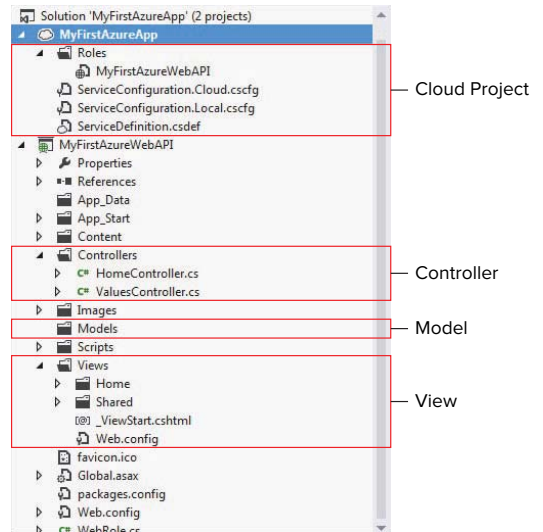 Solution 'MyFirstAzureApp' (2 projects)
MyFirstAzureApp
Roles
MyFirstAzureWebAPI
ServiceConfiguration.Cloud.cscfg
ServiceConfiguration.Local.cscfg
ServiceDefinition.csdef
Cloud Project
MyFirstAzureWebAPI
Properties
References
App_Data
App_Start
Content
Controllers
C# HomeController.cs
C# ValuesController.cs
Controller
Images
Models
Model
Scripts
Views
Home
Shared
[@] _ViewStart.cshtml
Web.config
View
favicon.ico
Global.asax
packages.config
Web.config
C# WebRole.cs